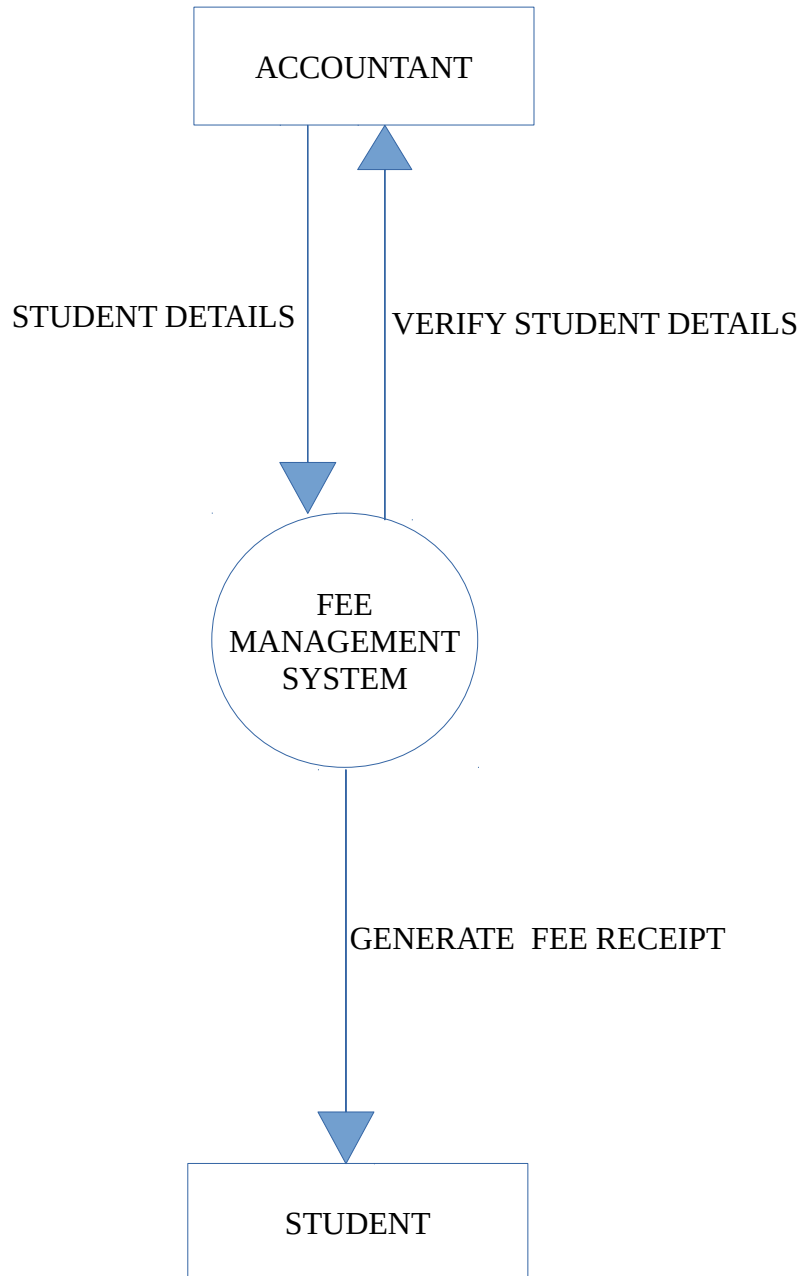 ACCOUNTANT
STUDENT DETAILS
VERIFY STUDENT DETAILS
FEE
MANAGEMENT
SYSTEM
GENERATE  FEE RECEIPT
STUDENT